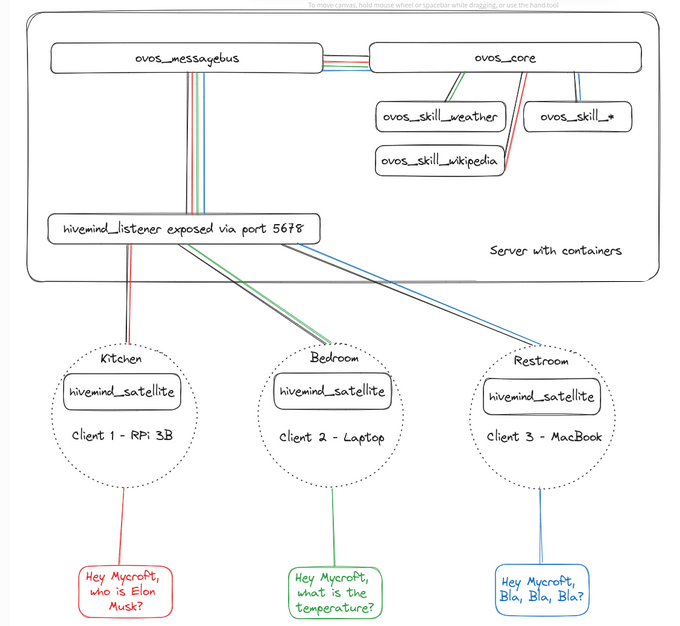 To move canvas, hold mouse wheel or spacebar while dragging, or use the hand tool
ovos_messagebus
ovos_core
ovos_skill_weather
ovos_skill_*
ovos_skill_wikipedia
hivemind_listener exposed via port 5678
Server with containers
Kitchen
hivemind_satellite
Client 1 - RPi 3B
Bedroom
hivemind_satellite
Client 2 - Laptop
Restroom
hivemind_satellite
Client 3 - MacBook
Hey Mycroft,
who is Elon
Musk?
Hey Mycroft,
what is the
temperature?
Hey Mycroft,
Bla, Bla, Bla?